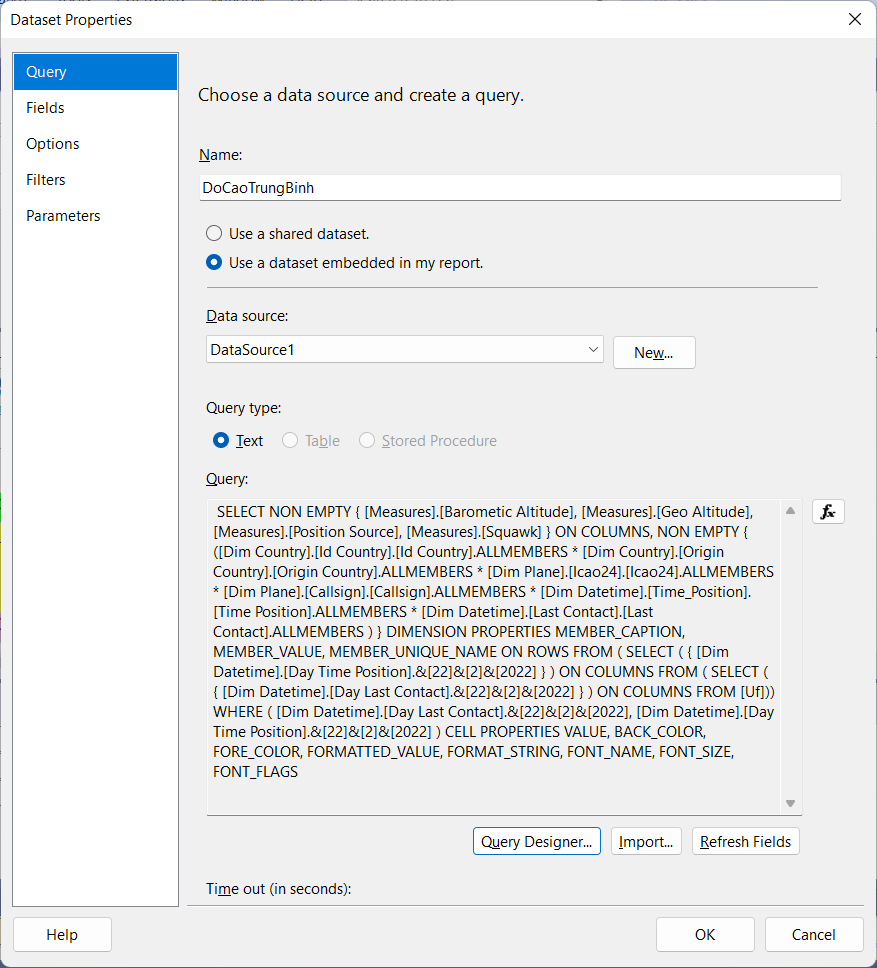 Dataset Properties
Query
Fields
Options
Filters
Parameters
Choose a data source and create a query.
Name:
DoCaoTrungBinh
Use a shared dataset.
Use a dataset embedded in my report.
Data source:
DataSource1
New...
Query type:
Text
Table
Stored Procedure
Query:
SELECT NON EMPTY { [Measures].[Barometic Altitude], [Measures].[Geo Altitude],
[Measures].[Position Source], [Measures].[Squawk] } ON COLUMNS, NON EMPTY {
([Dim Country].[Id Country].[Id Country].ALLMEMBERS * [Dim Country].[Origin
Country].[Origin Country].ALLMEMBERS * [Dim Plane].[Icao24].[Icao24].ALLMEMBERS
* [Dim Plane].[Callsign].[Callsign].ALLMEMBERS * [Dim Datetime].[Time_Position].
[Time Position].ALLMEMBERS * [Dim Datetime].[Last Contact].[Last
Contact].ALLMEMBERS ) } DIMENSION PROPERTIES MEMBER_CAPTION,
MEMBER_VALUE, MEMBER_UNIQUE_NAME ON ROWS FROM ( SELECT ( { [Dim
Datetime].[Day Time Position].&[22]&[2]&[2022] } ) ON COLUMNS FROM ( SELECT (
{ [Dim Datetime].[Day Last Contact].&[22]&[2]&[2022] } ) ON COLUMNS FROM [Uf]))
WHERE ( [Dim Datetime].[Day Last Contact].&[22]&[2]&[2022], [Dim Datetime].[Day
Time Position].&[22]&[2]&[2022] ) CELL PROPERTIES VALUE, BACK_COLOR,
FORE_COLOR, FORMATTED_VALUE, FORMAT_STRING, FONT_NAME, FONT_SIZE,
FONT_FLAGS
fx
Query Designer...
Import...
Refresh Fields
Time out (in seconds):
Help
OK
Cancel